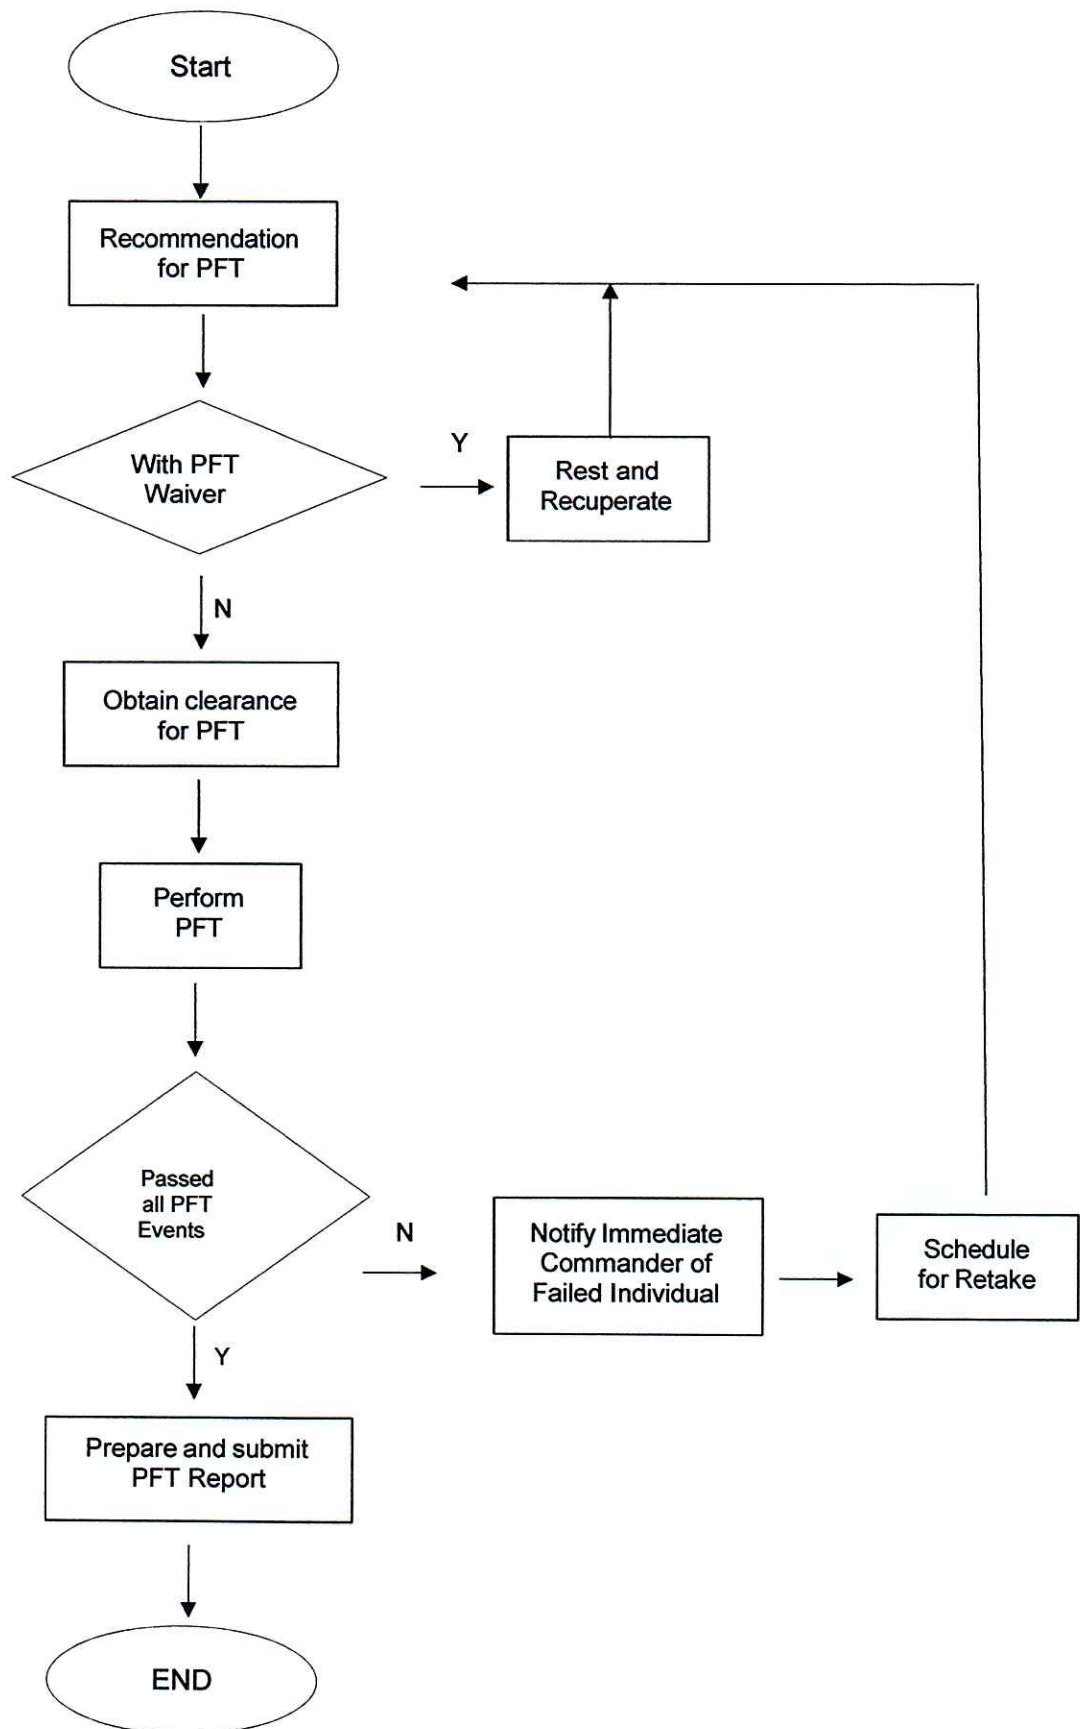 Start
Recommendation
for PFT
With PFT
Waiver
Y
Rest and
Recuperate
N
Obtain clearance
for PFT
Perform
PFT
Passed
all PFT
Events
N
Notify Immediate
Commander of
Failed Individual
Schedule
for Retake
Y
Prepare and submit
PFT Report
END